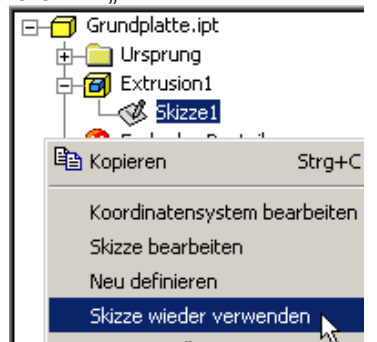 Grundplatte.ipt
Ursprung
Extrusion1
Skizze1
Kopieren Strg+C
Koordinatensystem bearbeiten
Skizze bearbeiten
Neu definieren
Skizze wieder verwenden